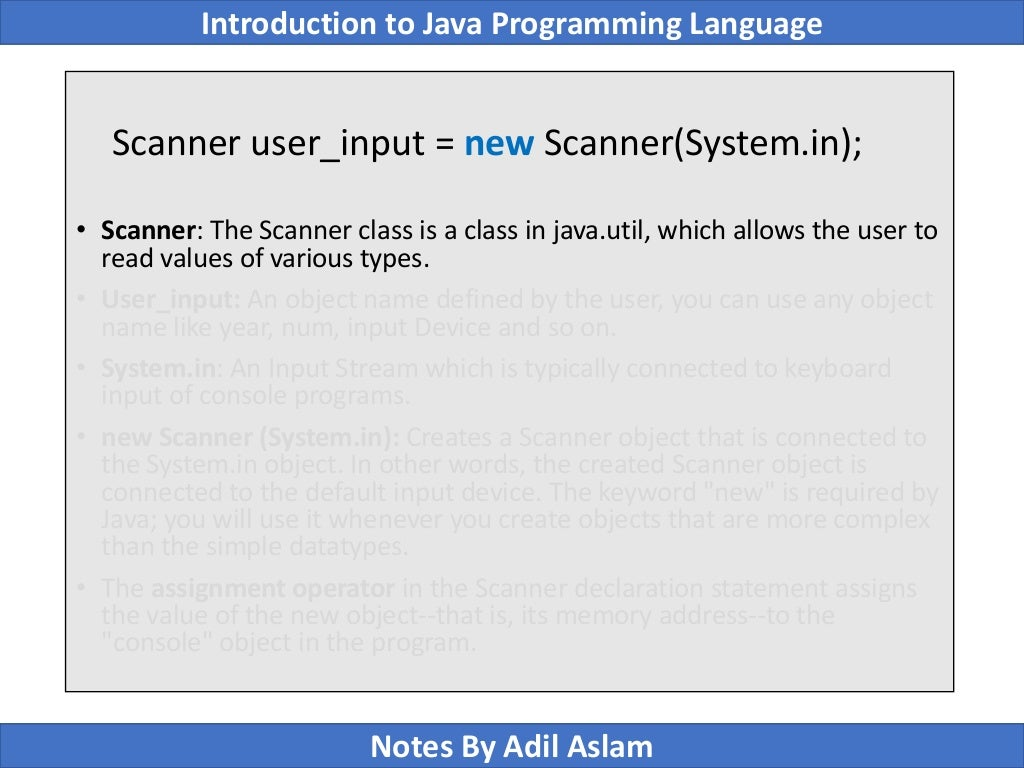 Introduction to Java Programming Language
Scanner user_input = new Scanner(System.in);
• Scanner: The Scanner class is a class in java.util, which allows the user to
read values of various types.
• User_input: An object name defined by the user, you can use any object
name like year, num, input Device and so on.
• System.in: An Input Stream which is typically connected to keyboard
input of console programs.
• new Scanner (System.in): Creates a Scanner object that is connected to
the System.in object. In other words, the created Scanner object is
connected to the default input device. The keyword "new" is required by
Java; you will use it whenever you create objects that are more complex
than the simple datatypes.
• The assignment operator in the Scanner declaration statement assigns
the value of the new object--that is, its memory address--to the
"console" object in the program.
Notes By Adil Aslam